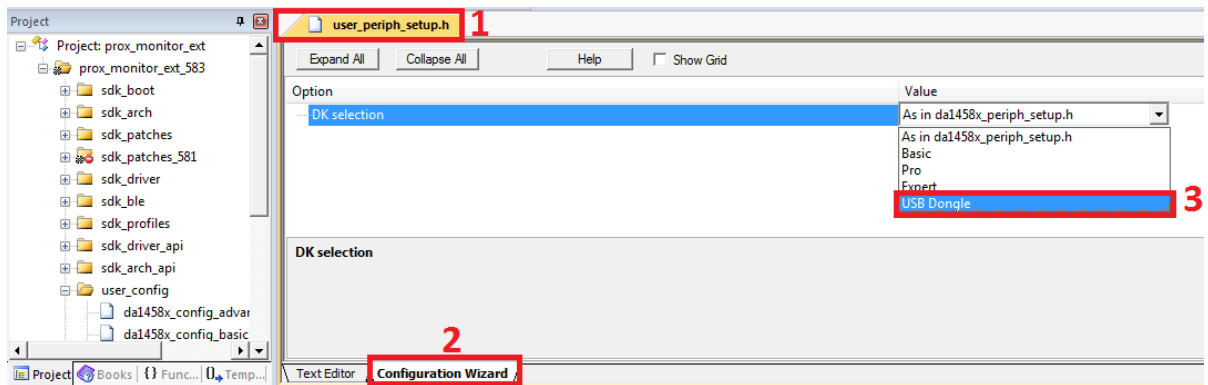 Project
Project: prox_monitor_ext
prox_monitor_ext_583
sdk_boot
sdk_arch
sdk_patches
sdk_patches_581
sdk_driver
sdk_ble
sdk_profiles
sdk_driver_api
sdk_arch_api
user_config
da1458x_config_advar
da1458x_config_basic
Project Books {} Func... 0 Temp...
user_periph_setup.h 1
Expand All Collapse All Help Show Grid
Option Value
DK selection As in da1458x_periph_setup.h
As in da1458x_periph_setup.h
Basic
Pro
Expert
USB Dongle 3
DK selection
2
Text Editor Configuration Wizard